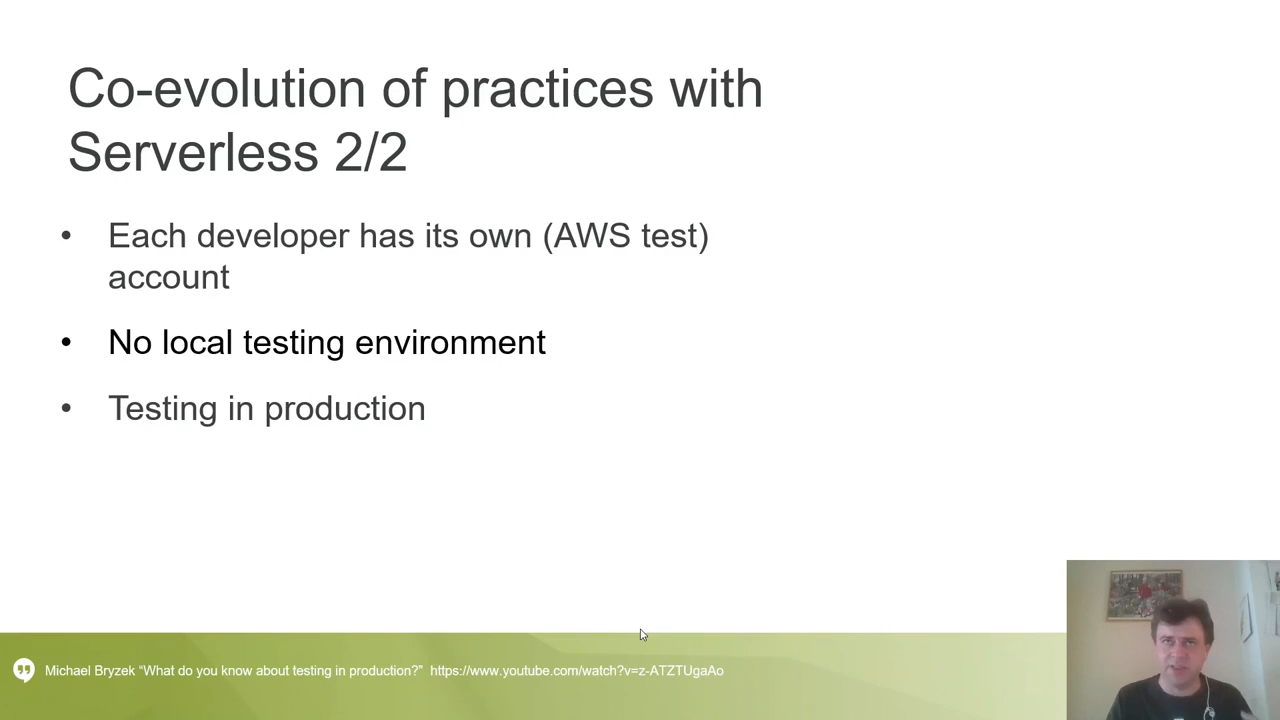 Co-evolution of practices with
Serverless 2/2
• Each developer has its own (AWS test)
account
• No local testing environment
• Testing in production
Michael Bryzek “What do you know about testing in production?” https://www.youtube.com/watch?v=z-ATZTUgaAo